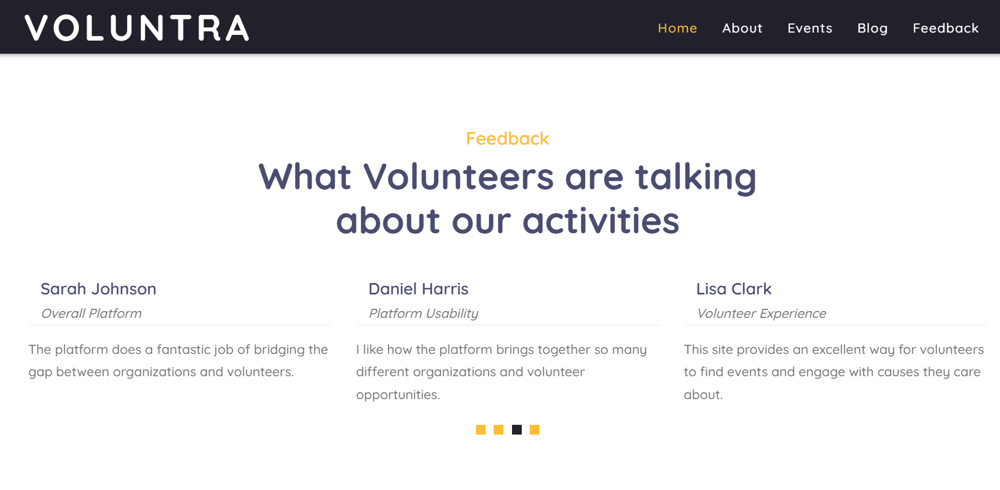 VOLUNTRA
Home About Events Blog Feedback
Feedback
What Volunteers are talking
about our activities
Sarah Johnson
Overall Platform
The platform does a fantastic job of bridging the
gap between organizations and volunteers.
Daniel Harris
Platform Usability
I like how the platform brings together so many
different organizations and volunteer
opportunities.
Lisa Clark
Volunteer Experience
This site provides an excellent way for volunteers
to find events and engage with causes they care
about.